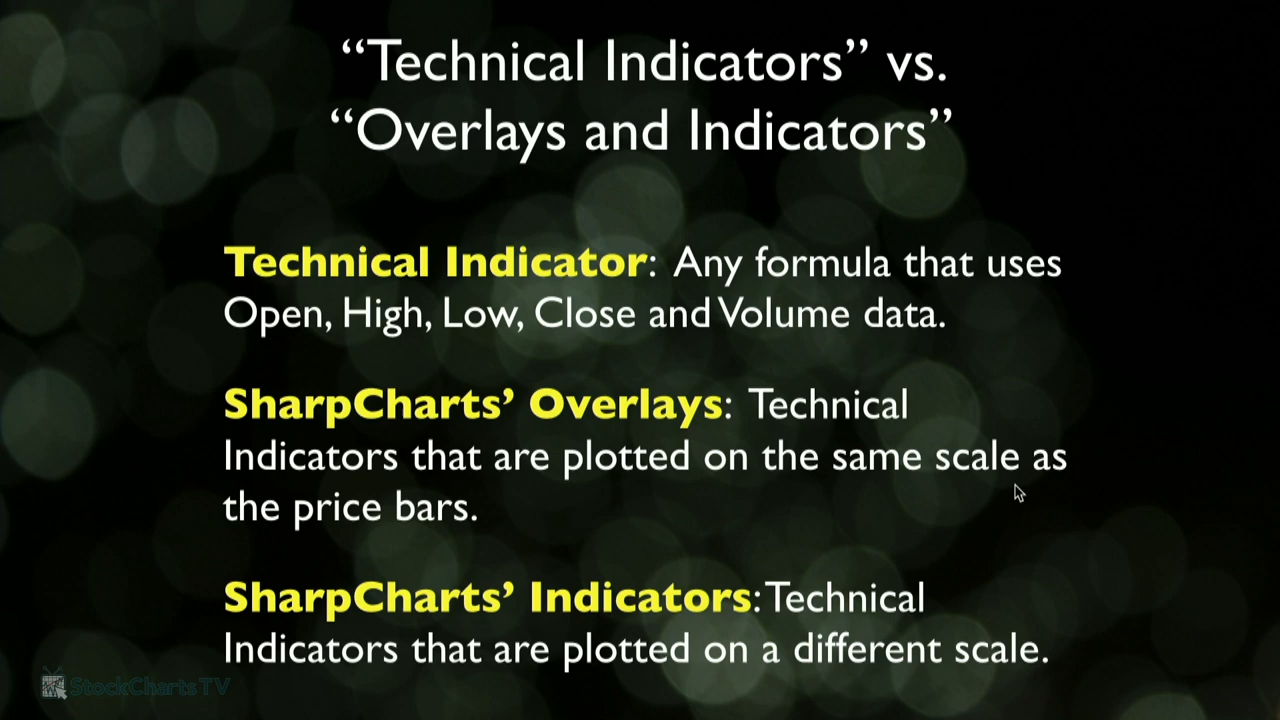 “Technical Indicators” vs.
“Overlays and Indicators”
Technical Indicator: Any formula that uses
Open, High, Low, Close and Volume data.
SharpCharts’ Overlays: Technical
Indicators that are plotted on the same scale as
the price bars.
SharpCharts’ Indicators: Technical
Indicators that are plotted on a different scale.
StockChartsTV